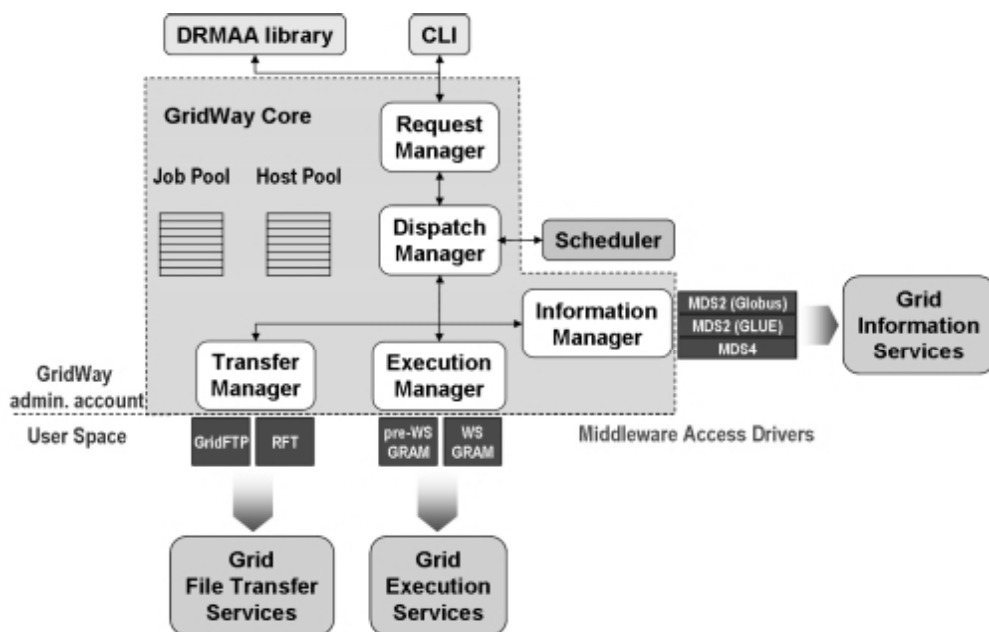 DRMAA library
CLI
GridWay Core
Request
Manager
Job Pool
Host Pool
Dispatch
Manager
Scheduler
Information
Manager
MDS2 (Globus)
MDS2 (GLUE)
MDS4
Grid
Information
Services
Transfer
Manager
Execution
Manager
GridWay
admin. account
User Space
GridFTP
RFT
pre-WS
GRAM
WS
GRAM
Middleware Access Drivers
Grid
File Transfer
Services
Grid
Execution
Services